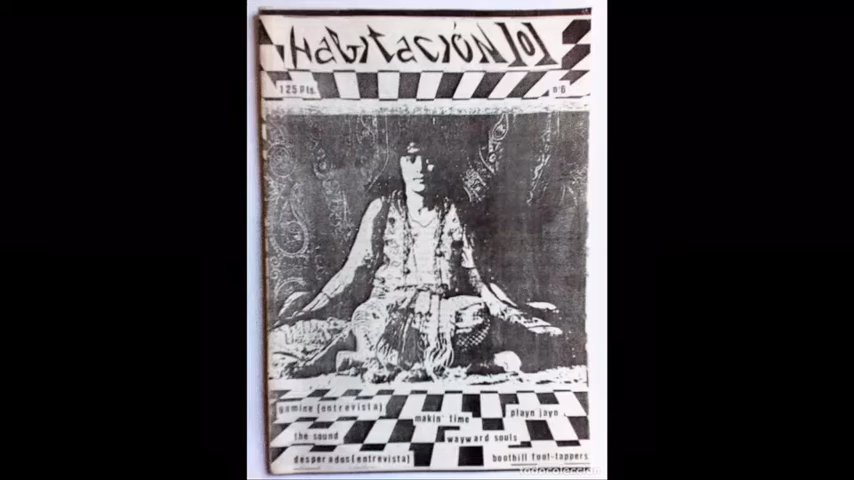 Habitación 101
125 Pts.
nº6
gamine (entrevista)
makin' time
playn jayn
the sound
wayward souls
desperados (entrevista)
boothill foot-tappers
todocoleccion